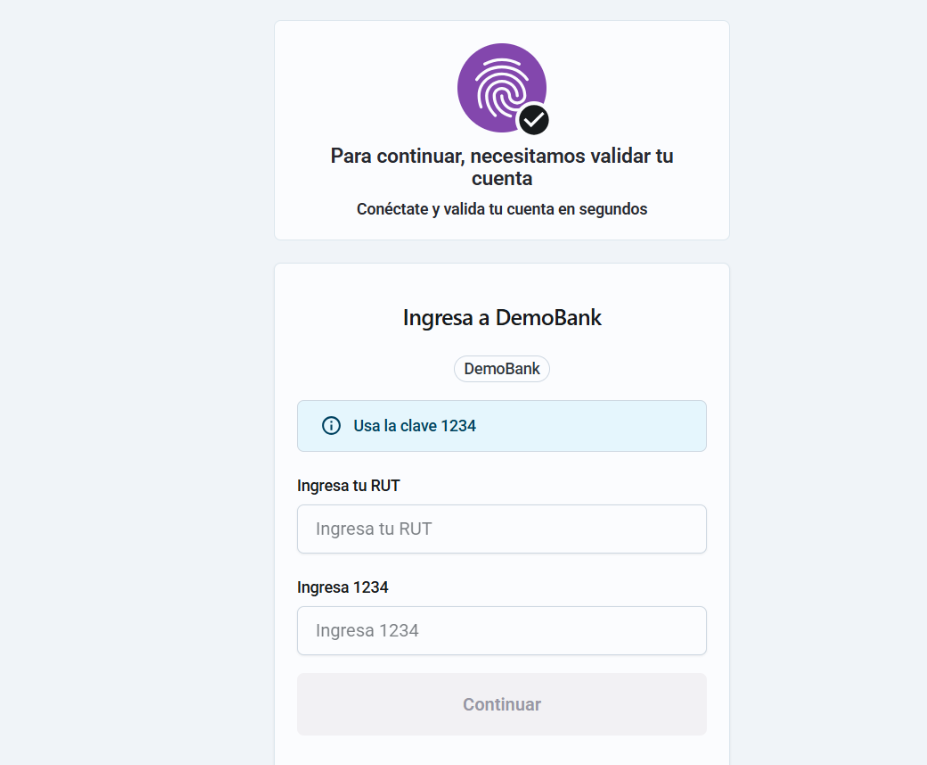 Para continuar, necesitamos validar tu
cuenta
Conéctate y valida tu cuenta en segundos
Ingresa a DemoBank
DemoBank
Usa la clave 1234
Ingresa tu RUT
Ingresa tu RUT
Ingresa 1234
Ingresa 1234
Continuar